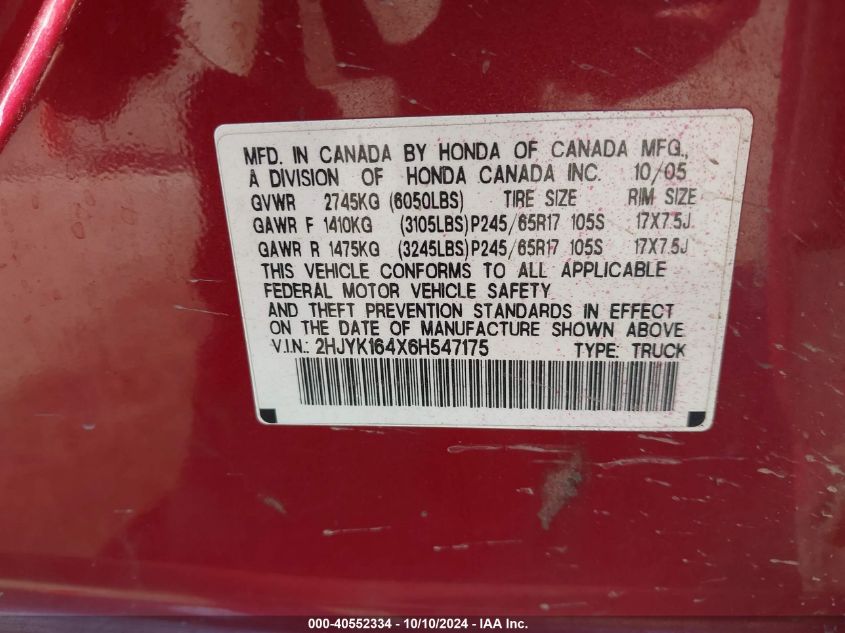 MFD. IN CANADA BY HONDA OF CANADA MFG.,
A DIVISION OF HONDA CANADA INC. 10/05
GVWR 2745KG (6050LBS) TIRE SIZE RIM SIZE
GAWR F 1410KG (3105LBS) P245/65R17 105S 17X7.5J
GAWR R 1475KG (3245LBS) P245/65R17 105S 17X7.5J
THIS VEHICLE CONFORMS TO ALL APPLICABLE
FEDERAL MOTOR VEHICLE SAFETY
AND THEFT PREVENTION STANDARDS IN EFFECT
ON THE DATE OF MANUFACTURE SHOWN ABOVE.
V.I.N.: 2HJYK164X6H547175 TYPE: TRUCK
000-40552334 - 10/10/2024 - IAA Inc.